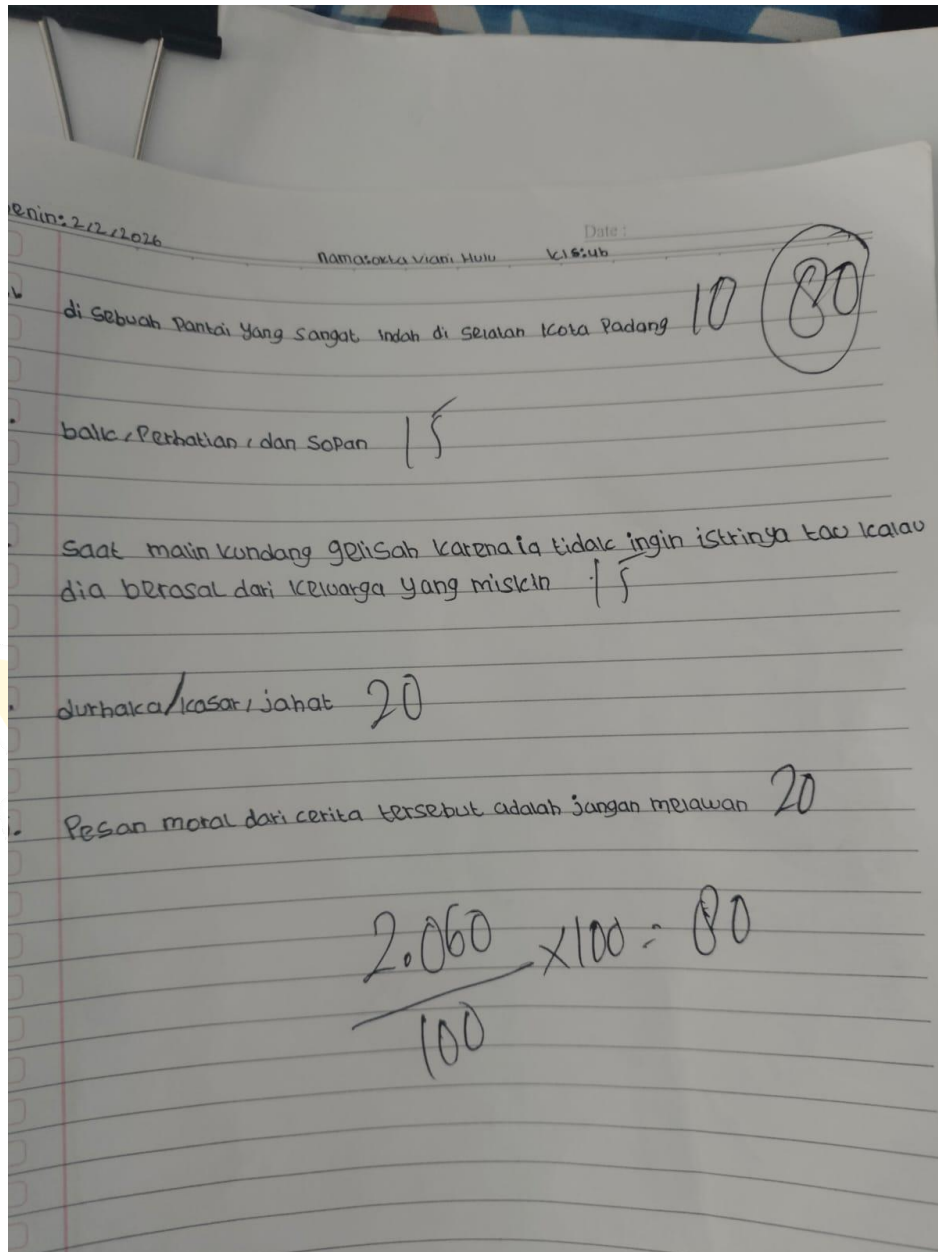 enin: 2/2/2026
Date:
nama: okta Viani Hulu kls: 4b
di sebuah Pantai yang sangat indah di selatan kota Padang 10 80
baik, Perhatian, dan sopan 15
saat malin kundang gelisah karena ia tidak ingin istrinya tau kalau
dia berasal dari keluarga yang miskin 15
durhaka/kasar, jahat 20
Pesan moral dari cerita tersebut adalah jangan melawan 20
2.060 x100 = 80
100